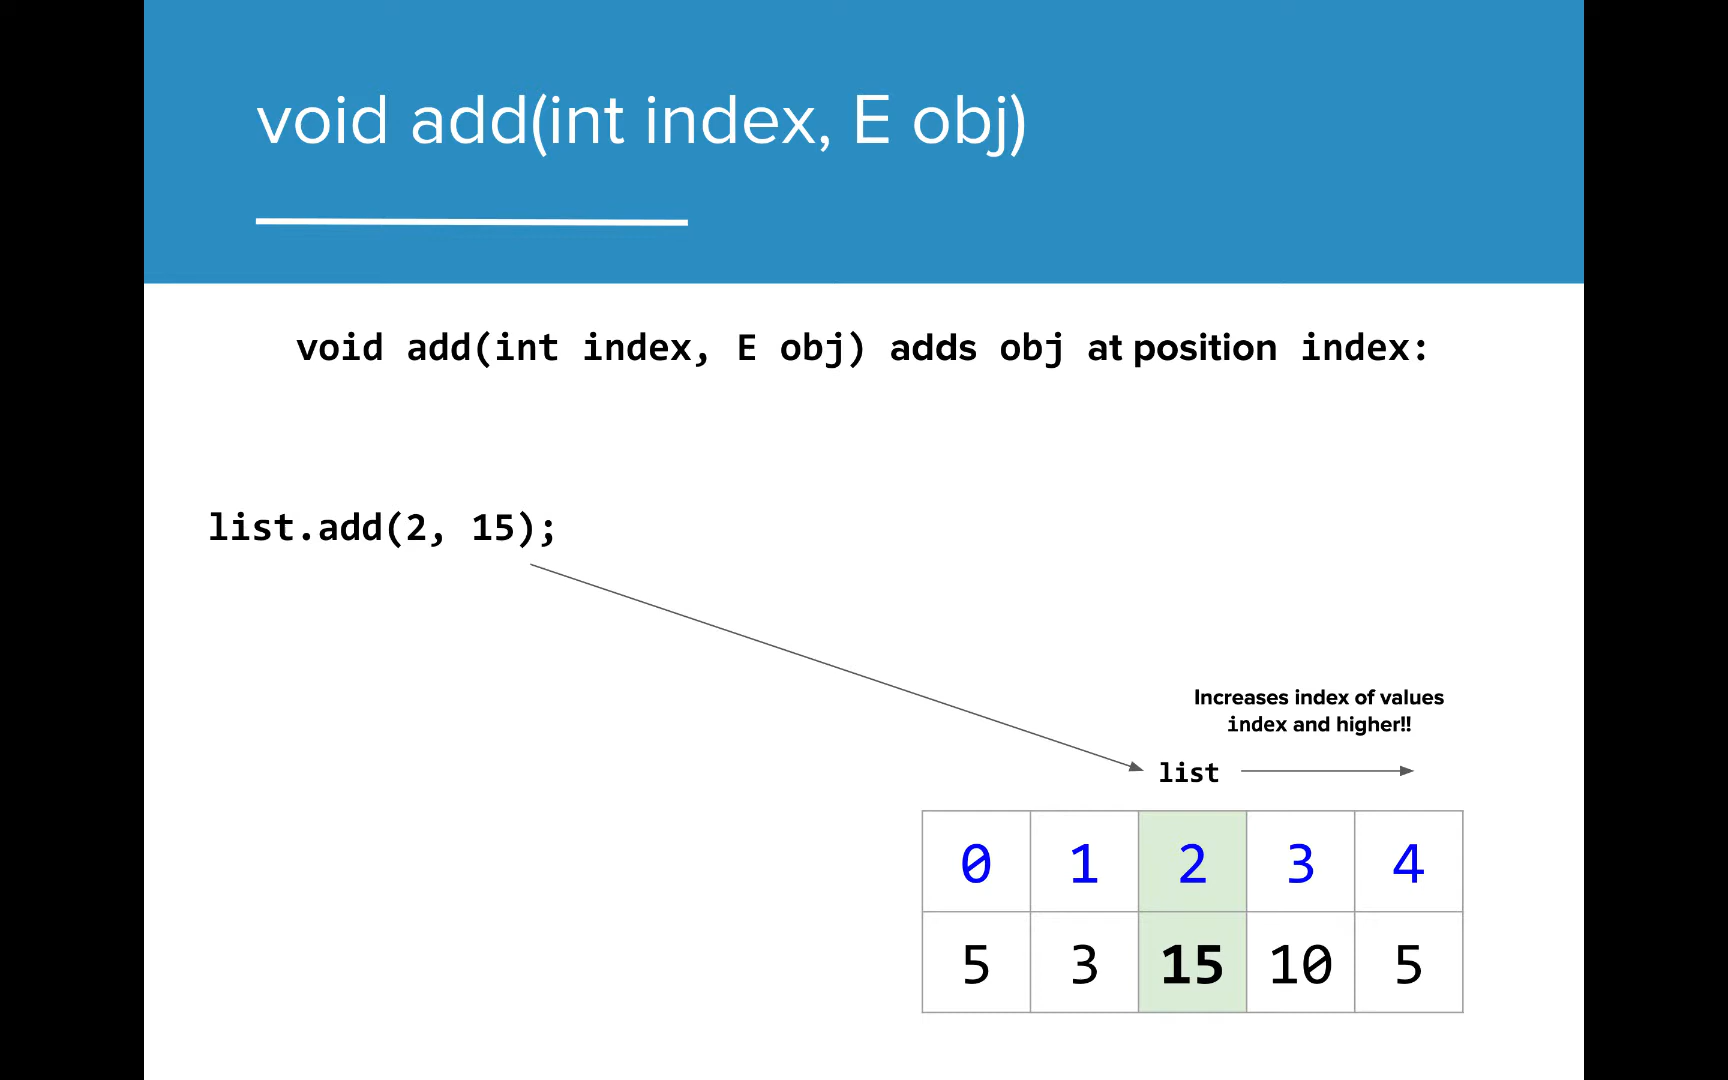 void add(int index, E obj)
void add(int index, E obj) adds obj at position index:
list.add(2, 15);
Increases index of values
index and higher!!
list
0 1 2 3 4
5 3 15 10 5